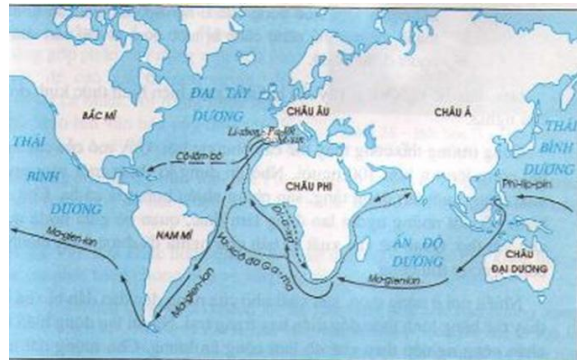 BẮC MĨ
ĐẠI TÂY
DƯƠNG
CHÂU ÂU
CHÂU Á
THÁI
BÌNH
DƯƠNG
THÁI
BÌNH
DƯƠNG
Cô-lôm-bô
CHÂU PHI
Phi-líp-pin
NAM MĨ
Va-xcô đơ Ga-ma
Đi-a-xơ
ẤN ĐỘ
DƯƠNG
CHÂU
ĐẠI DƯƠNG
Ma-gien-lan
Ma-gien-lan
Ma-gien-lan